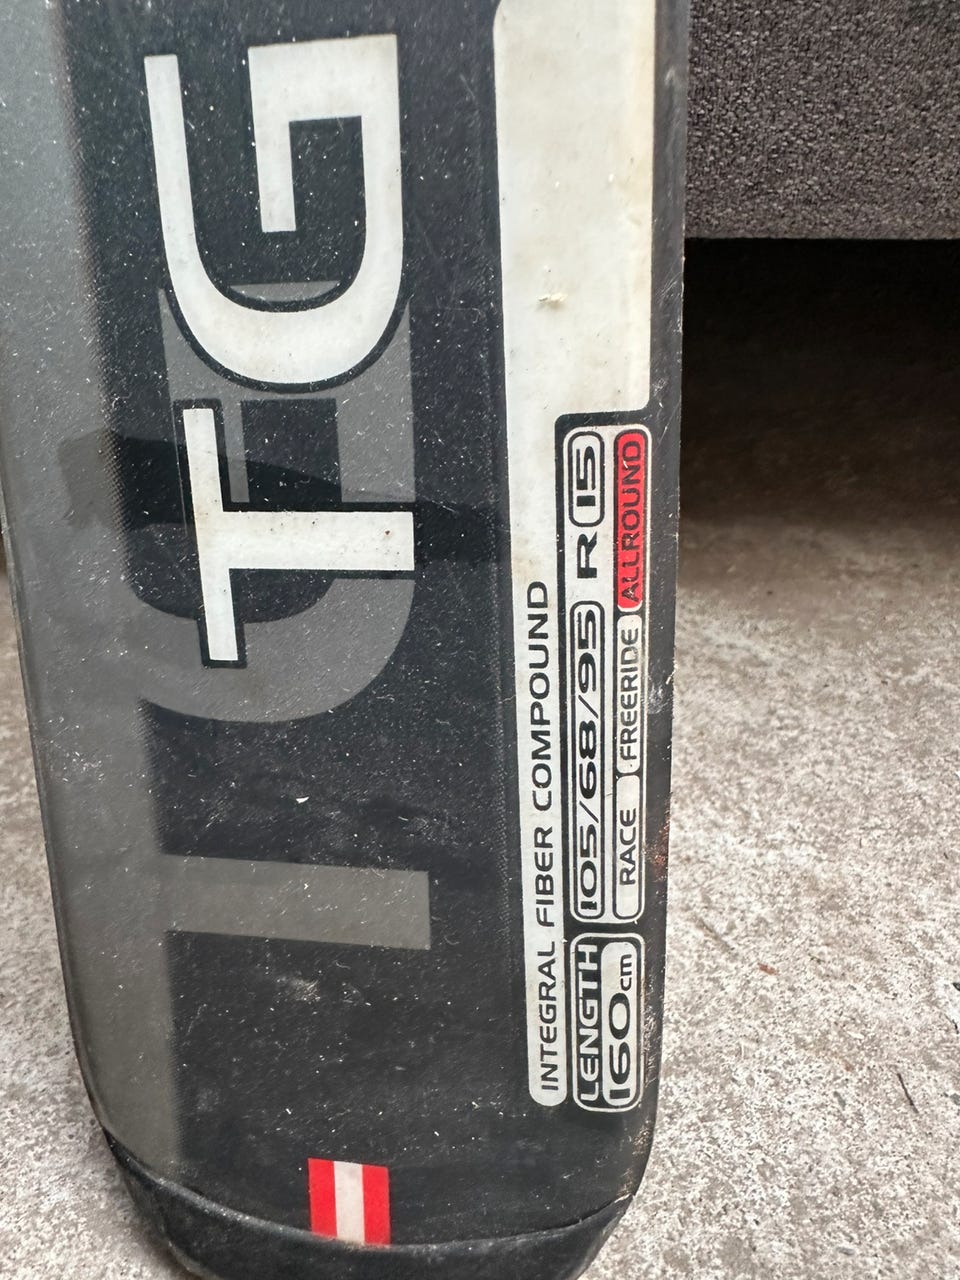 TG
INTEGRAL FIBER COMPOUND
LENGTH 105/68/95 R 15
160cm RACE FREERIDE ALLROUND